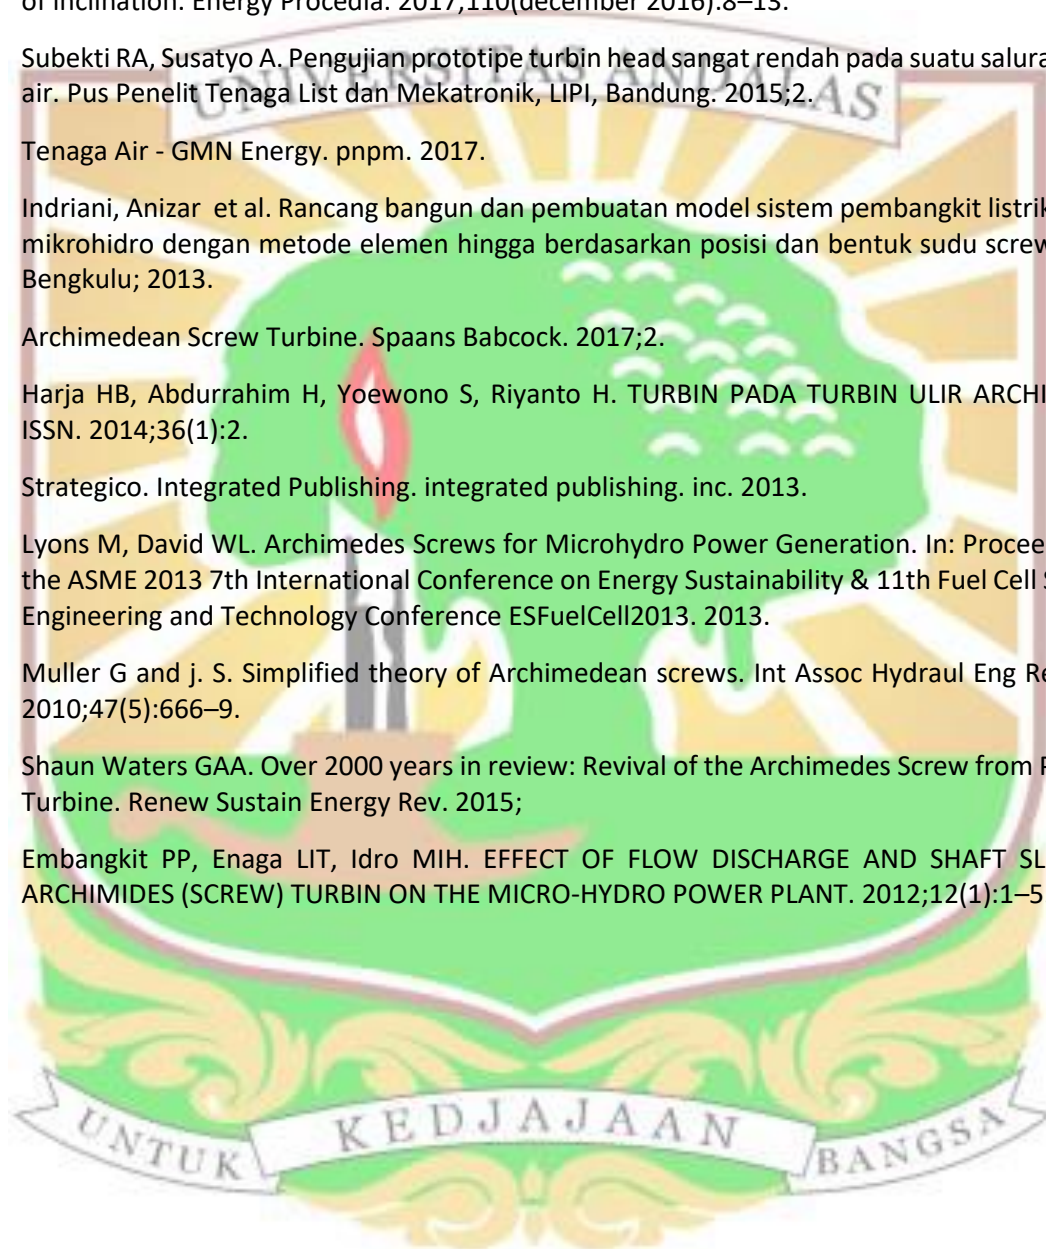 of inclination. Energy Procedia. 2017;110(december 2016):8–13.
Subekti RA, Susatyo A. Pengujian prototipe turbin head sangat rendah pada suatu salura
air. Pus Penelit Tenaga List dan Mekatronik, LIPI, Bandung. 2015;2.
UNIVERSITAS ANDALAS
Tenaga Air - GMN Energy. pnpm. 2017.
Indriani, Anizar et al. Rancang bangun dan pembuatan model sistem pembangkit listrik
mikrohidro dengan metode elemen hingga berdasarkan posisi dan bentuk sudu screw
Bengkulu; 2013.
Archimedean Screw Turbine. Spaans Babcock. 2017;2.
Harja HB, Abdurrahim H, Yoewono S, Riyanto H. TURBIN PADA TURBIN ULIR ARCHI
ISSN. 2014;36(1):2.
Strategico. Integrated Publishing. integrated publishing. inc. 2013.
Lyons M, David WL. Archimedes Screws for Microhydro Power Generation. In: Procee
the ASME 2013 7th International Conference on Energy Sustainability & 11th Fuel Cell S
Engineering and Technology Conference ESFuelCell2013. 2013.
Muller G and j. S. Simplified theory of Archimedean screws. Int Assoc Hydraul Eng Re
2010;47(5):666–9.
Shaun Waters GAA. Over 2000 years in review: Revival of the Archimedes Screw from P
Turbine. Renew Sustain Energy Rev. 2015;
Embangkit PP, Enaga LIT, Idro MIH. EFFECT OF FLOW DISCHARGE AND SHAFT SL
ARCHIMIDES (SCREW) TURBIN ON THE MICRO-HYDRO POWER PLANT. 2012;12(1):1–5
UNTUK KEDJAJAAN BANGSA